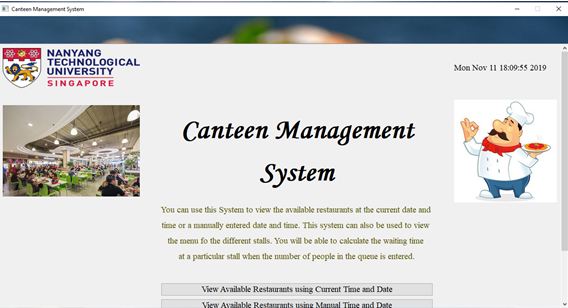 Canteen Management System
NANYANG
TECHNOLOGICAL
UNIVERSITY
SINGAPORE
Mon Nov 11 18:09:55 2019
Canteen Management
System
You can use this System to view the available restaurants at the current date and
time or a manually entered date and time. This system can also be used to view
the menu fo the different stalls. You will be able to calculate the waiting time
at a particular stall when the number of people in the queue is entered.
View Available Restaurants using Current Time and Date
View Available Restaurants using Manual Time and Date